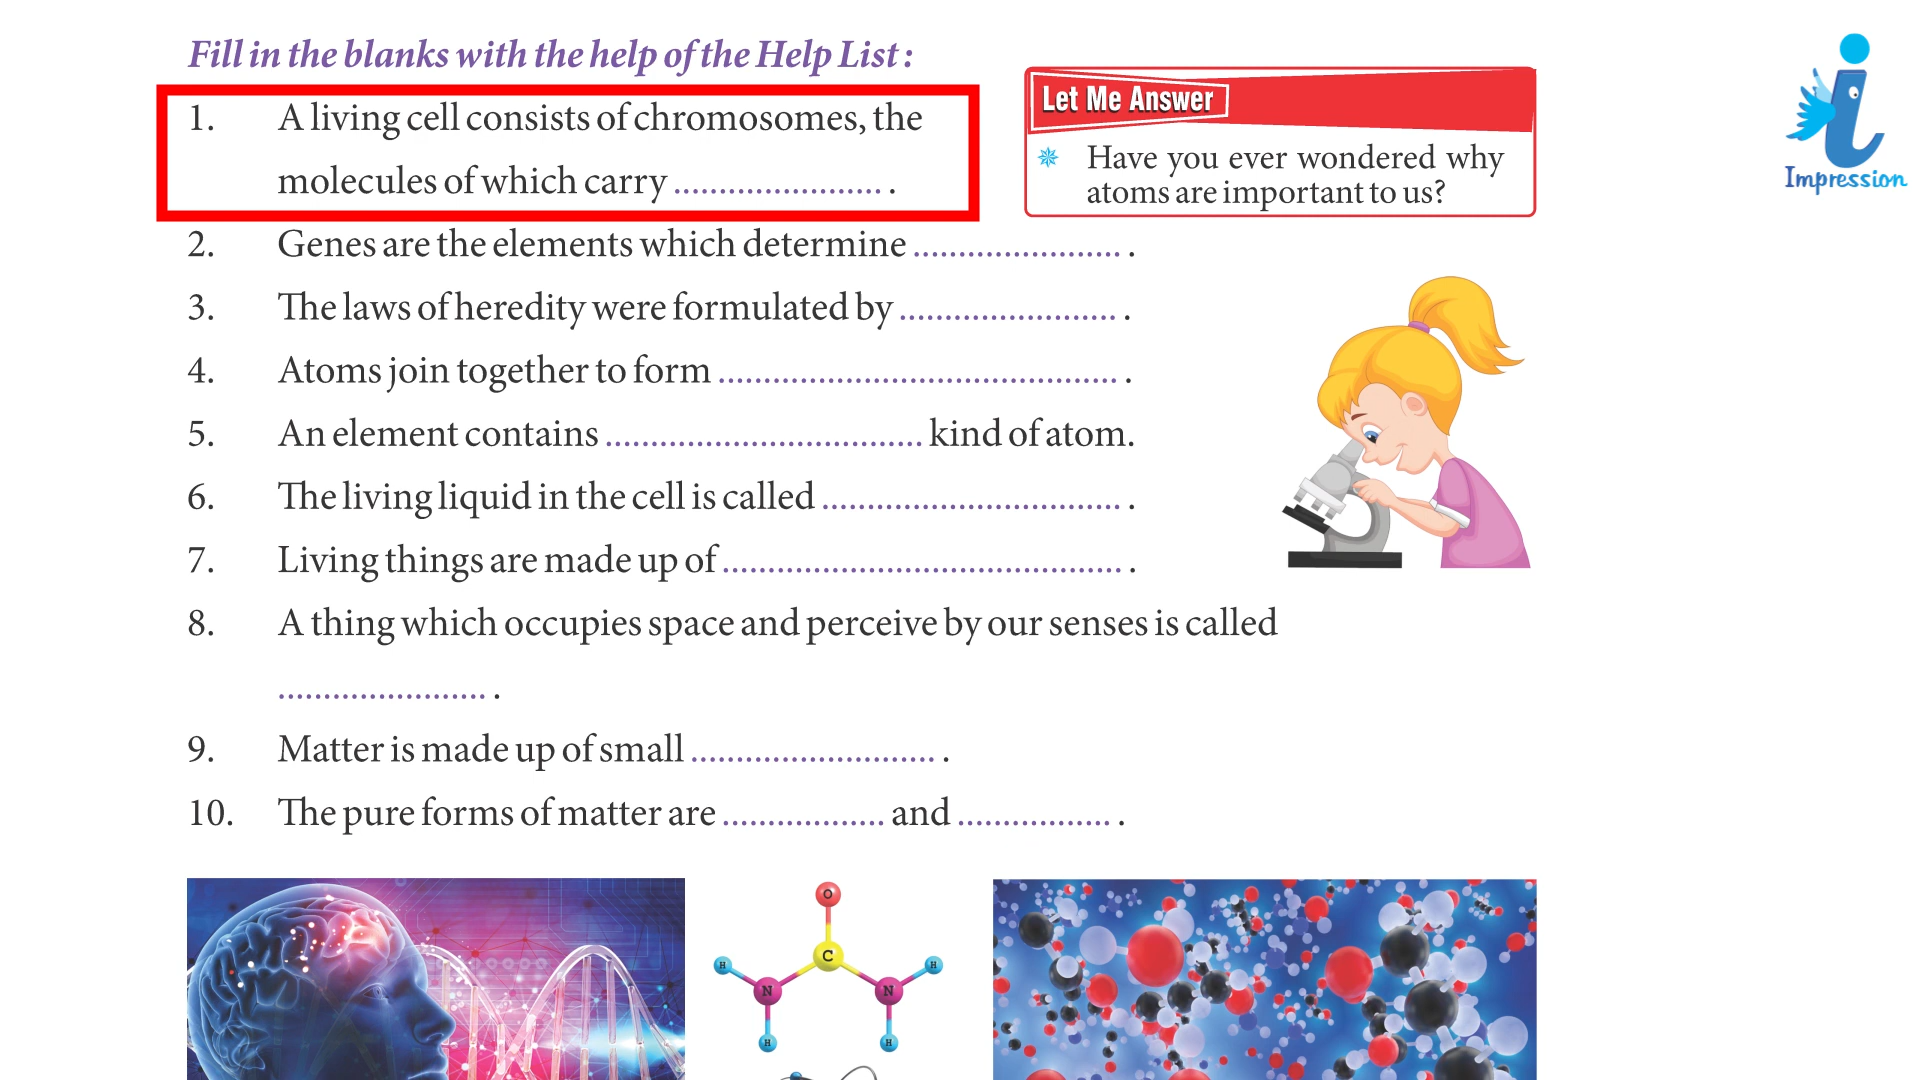 Fill in the blanks with the help of the Help List :
1. A living cell consists of chromosomes, the
molecules of which carry ....................... .
2. Genes are the elements which determine ....................... .
3. The laws of heredity were formulated by ........................ .
4. Atoms join together to form ............................................ .
5. An element contains ................................... kind of atom.
6. The living liquid in the cell is called ................................. .
7. Living things are made up of ............................................ .
8. A thing which occupies space and perceive by our senses is called
....................... .
9. Matter is made up of small ........................... .
10. The pure forms of matter are .................. and ................. .
Let Me Answer
Have you ever wondered why
atoms are important to us?
i
Impression
O
C
H
N
N
H
H
H